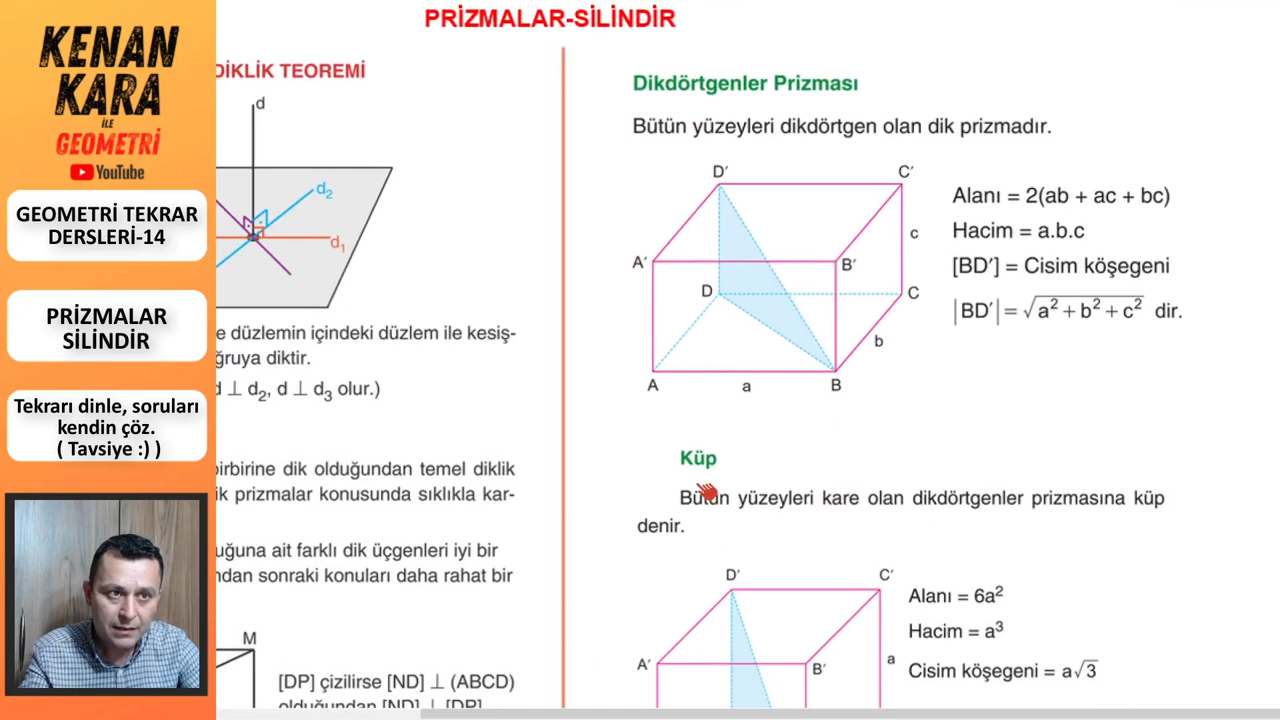 PRİZMALAR-SİLİNDİR
KENAN
KARA
İLE
GEOMETRİ
YouTube
GEOMETRİ TEKRAR
DERSLERİ-14
PRİZMALAR
SİLİNDİR
Tekrarı dinle, soruları
kendin çöz.
( Tavsiye :) )
DİKLİK TEOREMİ
d
d₂
d₁
e düzlemin içindeki düzlem ile kesiş-
ğruya diktir.
d ⊥ d₂, d ⊥ d₃ olur.)
birbirine dik olduğundan temel diklik
ik prizmalar konusunda sıklıkla kar-
uğuna ait farklı dik üçgenleri iyi bir
ndan sonraki konuları daha rahat bir
M
[DP] çizilirse [ND] ⊥ (ABCD)
olduğundan [ND] ⊥ [DP]
Dikdörtgenler Prizması
Bütün yüzeyleri dikdörtgen olan dik prizmadır.
D′
C′
A′
B′
c
D
C
b
A
a
B
Alanı = 2(ab + ac + bc)
Hacim = a.b.c
[BD′] = Cisim köşegeni
|BD′| = √a² + b² + c² dir.
Küp
Bütün yüzeyleri kare olan dikdörtgenler prizmasına küp
denir.
D′
C′
A′
B′
a
Alanı = 6a²
Hacim = a³
Cisim köşegeni = a√3